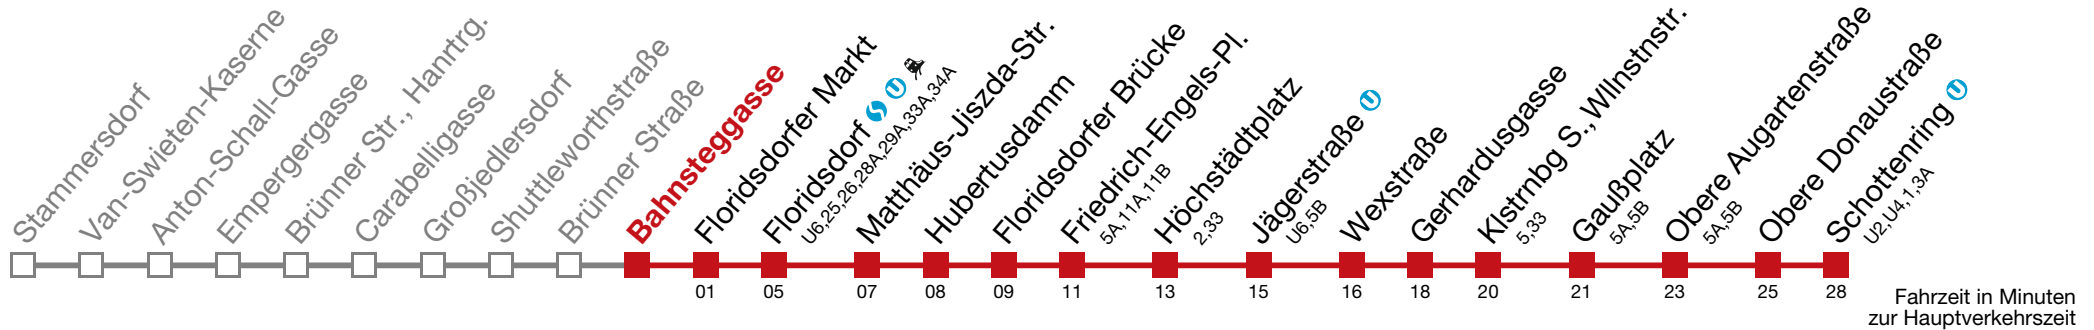 Stammersdorf
Van-Swieten-Kaserne
Anton-Schall-Gasse
Empergergasse
Brünner Str., Hanrtrg.
Carabelligasse
Großjedlersdorf
Shuttleworthstraße
Brünner Straße
Bahnsteggasse
Floridsdorfer Markt
Floridsdorf
U6,25,26,28A,29A,33A,34A
Matthäus-Jiszda-Str.
Hubertusdamm
Floridsdorfer Brücke
Friedrich-Engels-Pl.
5A,11A,11B
Höchstädtplatz
2,33
Jägerstraße U
U6,5B
Wexstraße
Gerhardusgasse
Klstrnbg S.,Wllnstnstr.
5,33
Gaußplatz
5A,5B
Obere Augartenstraße
5A,5B
Obere Donaustraße
Schottenring U
U2,U4,1,3A
01 05 07 08 09 11 13 15 16 18 20 21 23 25 28
Fahrzeit in Minuten
zur Hauptverkehrszeit